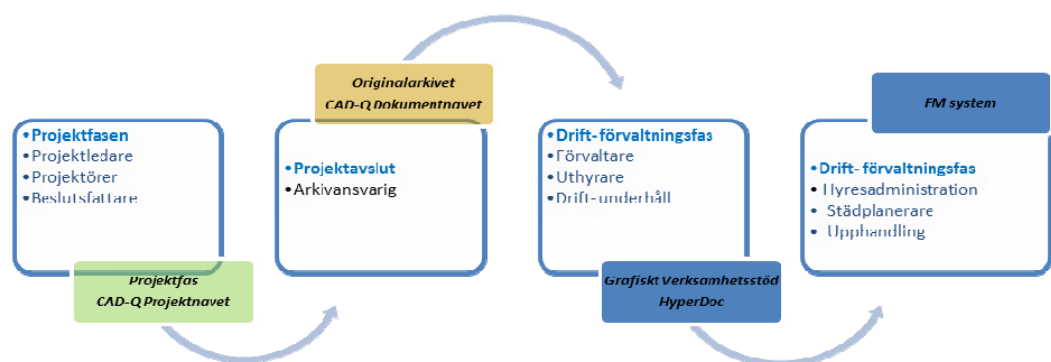 Projektfas
CAD-Q Projektnavet
• Projektfasen
• Projektledare
• Projektörer
• Beslutsfattare
Originalarkivet
CAD-Q Dokumentnavet
• Projektavslut
• Arkivansvarig
Grafiskt Verksamhetsstöd
HyperDoc
• Drift-förvaltningsfas
• Förvaltare
• Uthyrare
• Drift-underhåll
FM system
• Drift-förvaltningsfas
• Hyresadministration
• Städplanerare
• Upphandling